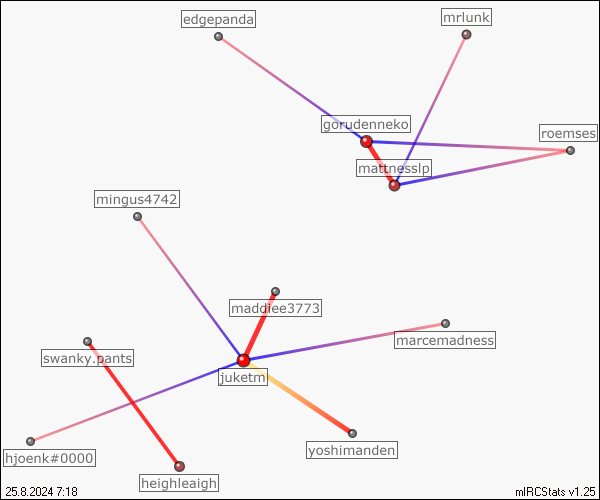 edgepanda
mrlunk
gorudenneko
roemses
mattnesslp
mingus4742
maddiee3773
marcemadness
swanky.pants
juketm
yoshimanden
hjoenk#0000
heighleaigh
25.8.2024 7:18
mIRCStats v1.25